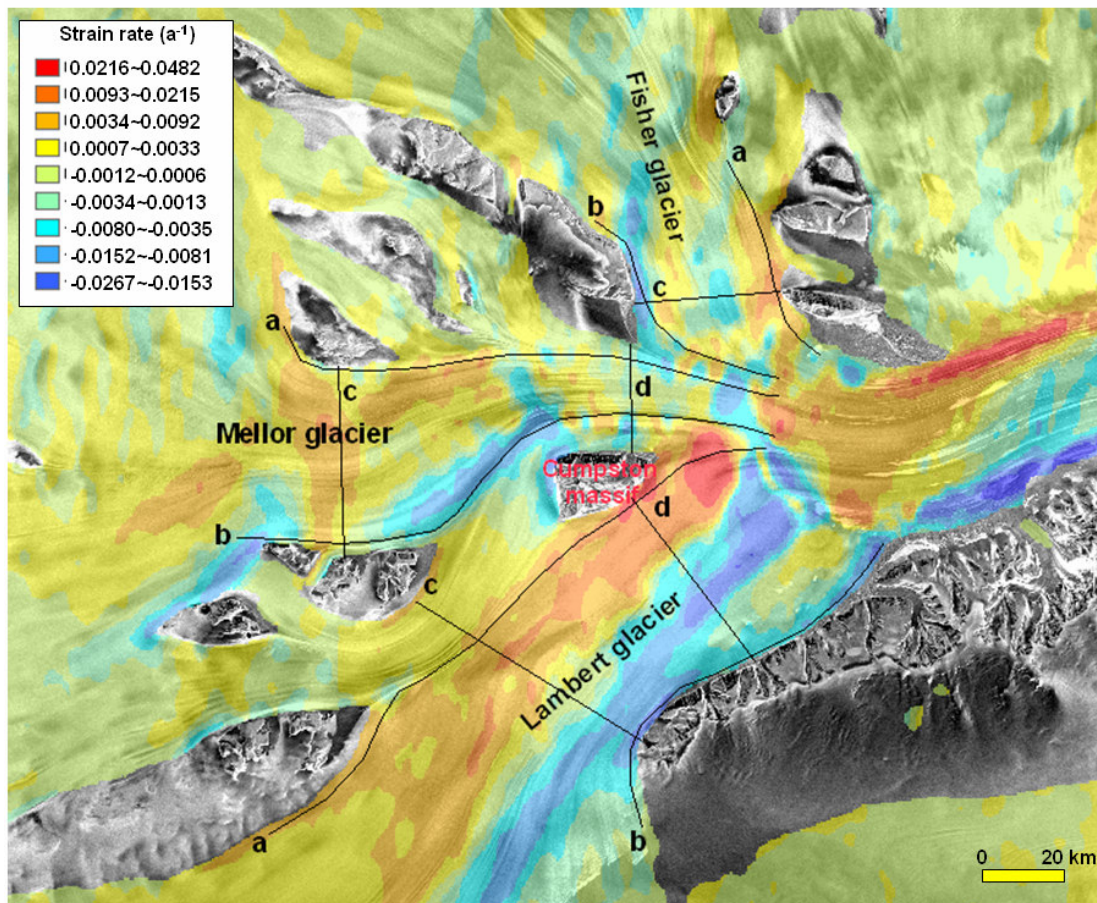 Strain rate (a-1)
0.0216~0.0482
0.0093~0.0215
0.0034~0.0092
0.0007~0.0033
-0.0012~0.0006
-0.0034~0.0013
-0.0080~0.0035
-0.0152~0.0081
-0.0267~0.0153
Fisher glacier
a
b
c
a
c
d
Mellor glacier
Cumpston
massif
d
b
c
Lambert glacier
a
b
0 20 km